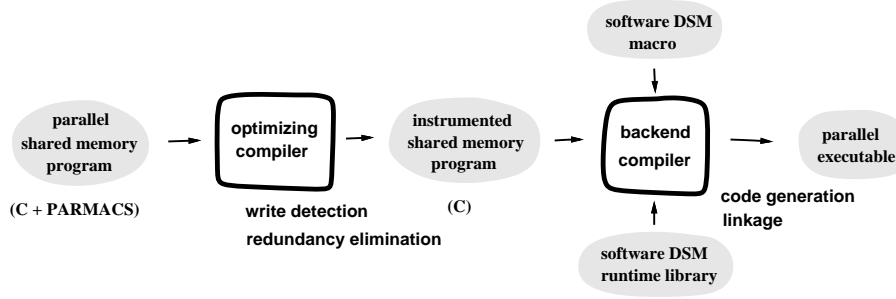 software DSM
macro
parallel
shared memory
program
(C + PARMACS)
optimizing
compiler
write detection
redundancy elimination
instrumented
shared memory
program
(C)
backend
compiler
code generation
linkage
parallel
executable
software DSM
runtime library